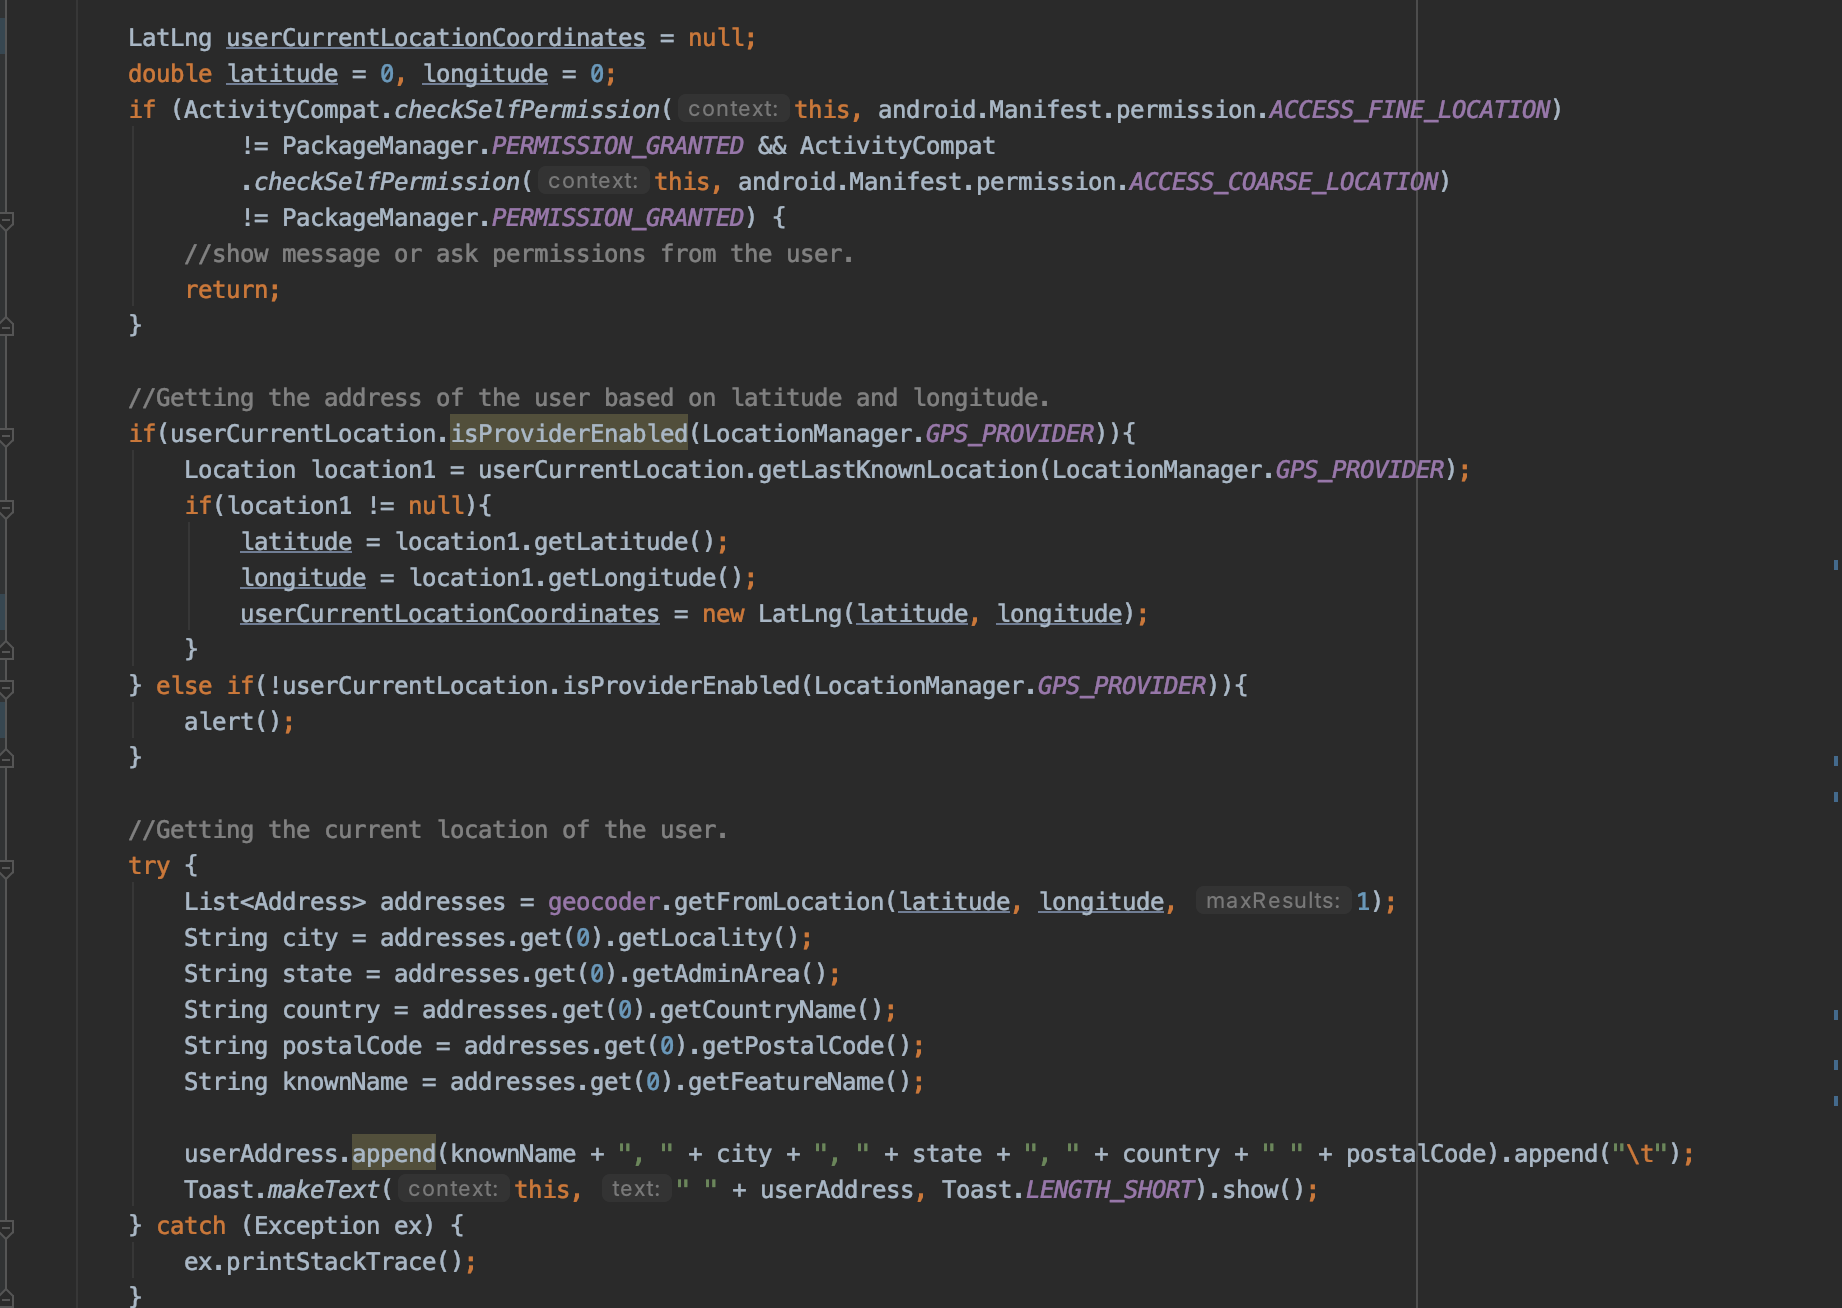 LatLng userCurrentLocationCoordinates = null;
double latitude = 0, longitude = 0;
if (ActivityCompat.checkSelfPermission( context: this, android.Manifest.permission.ACCESS_FINE_LOCATION)
!= PackageManager.PERMISSION_GRANTED && ActivityCompat
.checkSelfPermission( context: this, android.Manifest.permission.ACCESS_COARSE_LOCATION)
!= PackageManager.PERMISSION_GRANTED) {
//show message or ask permissions from the user.
return;
}
//Getting the address of the user based on latitude and longitude.
if(userCurrentLocation.isProviderEnabled(LocationManager.GPS_PROVIDER)){
Location location1 = userCurrentLocation.getLastKnownLocation(LocationManager.GPS_PROVIDER);
if(location1 != null){
latitude = location1.getLatitude();
longitude = location1.getLongitude();
userCurrentLocationCoordinates = new LatLng(latitude, longitude);
}
} else if(!userCurrentLocation.isProviderEnabled(LocationManager.GPS_PROVIDER)){
alert();
}
//Getting the current location of the user.
try {
List<Address> addresses = geocoder.getFromLocation(latitude, longitude, maxResults: 1);
String city = addresses.get(0).getLocality();
String state = addresses.get(0).getAdminArea();
String country = addresses.get(0).getCountryName();
String postalCode = addresses.get(0).getPostalCode();
String knownName = addresses.get(0).getFeatureName();
userAddress.append(knownName + ", " + city + ", " + state + ", " + country + " " + postalCode).append("\t");
Toast.makeText( context: this, text: " " + userAddress, Toast.LENGTH_SHORT).show();
} catch (Exception ex) {
ex.printStackTrace();
}